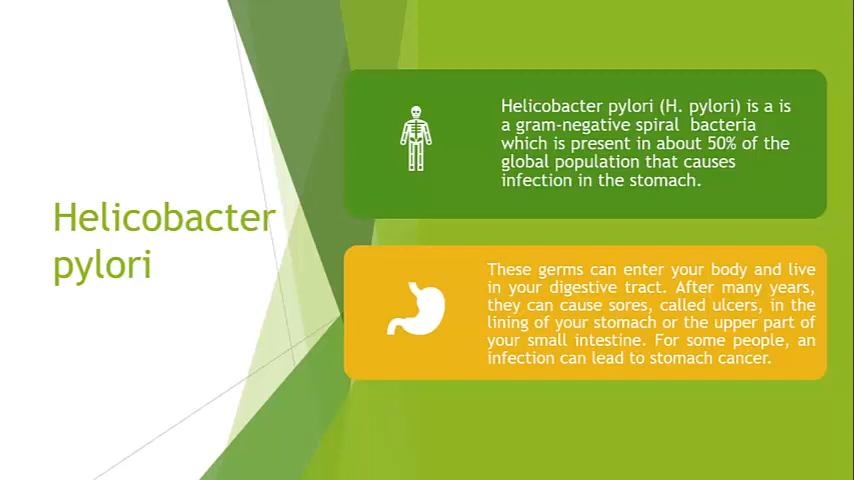 Helicobacter
pylori
Helicobacter pylori (H. pylori) is a is
a gram-negative spiral bacteria
which is present in about 50% of the
global population that causes
infection in the stomach.
These germs can enter your body and live
in your digestive tract. After many years,
they can cause sores, called ulcers, in the
lining of your stomach or the upper part of
your small intestine. For some people, an
infection can lead to stomach cancer.